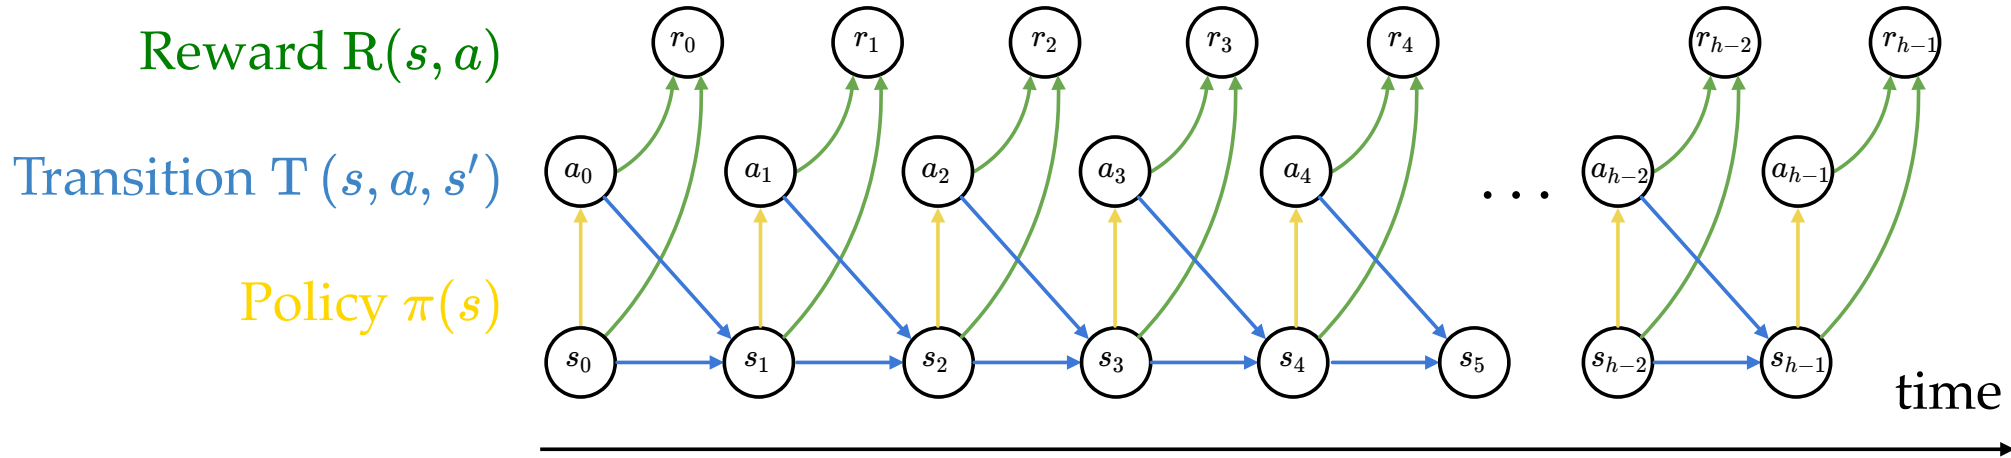 Reward R(s, a) r₀ r₁ r₂ r₃ r₄ rₕ₋₂ rₕ₋₁
Transition T (s, a, s′) a₀ a₁ a₂ a₃ a₄ … aₕ₋₂ aₕ₋₁
Policy π(s)
s₀ s₁ s₂ s₃ s₄ s₅ sₕ₋₂ sₕ₋₁
time